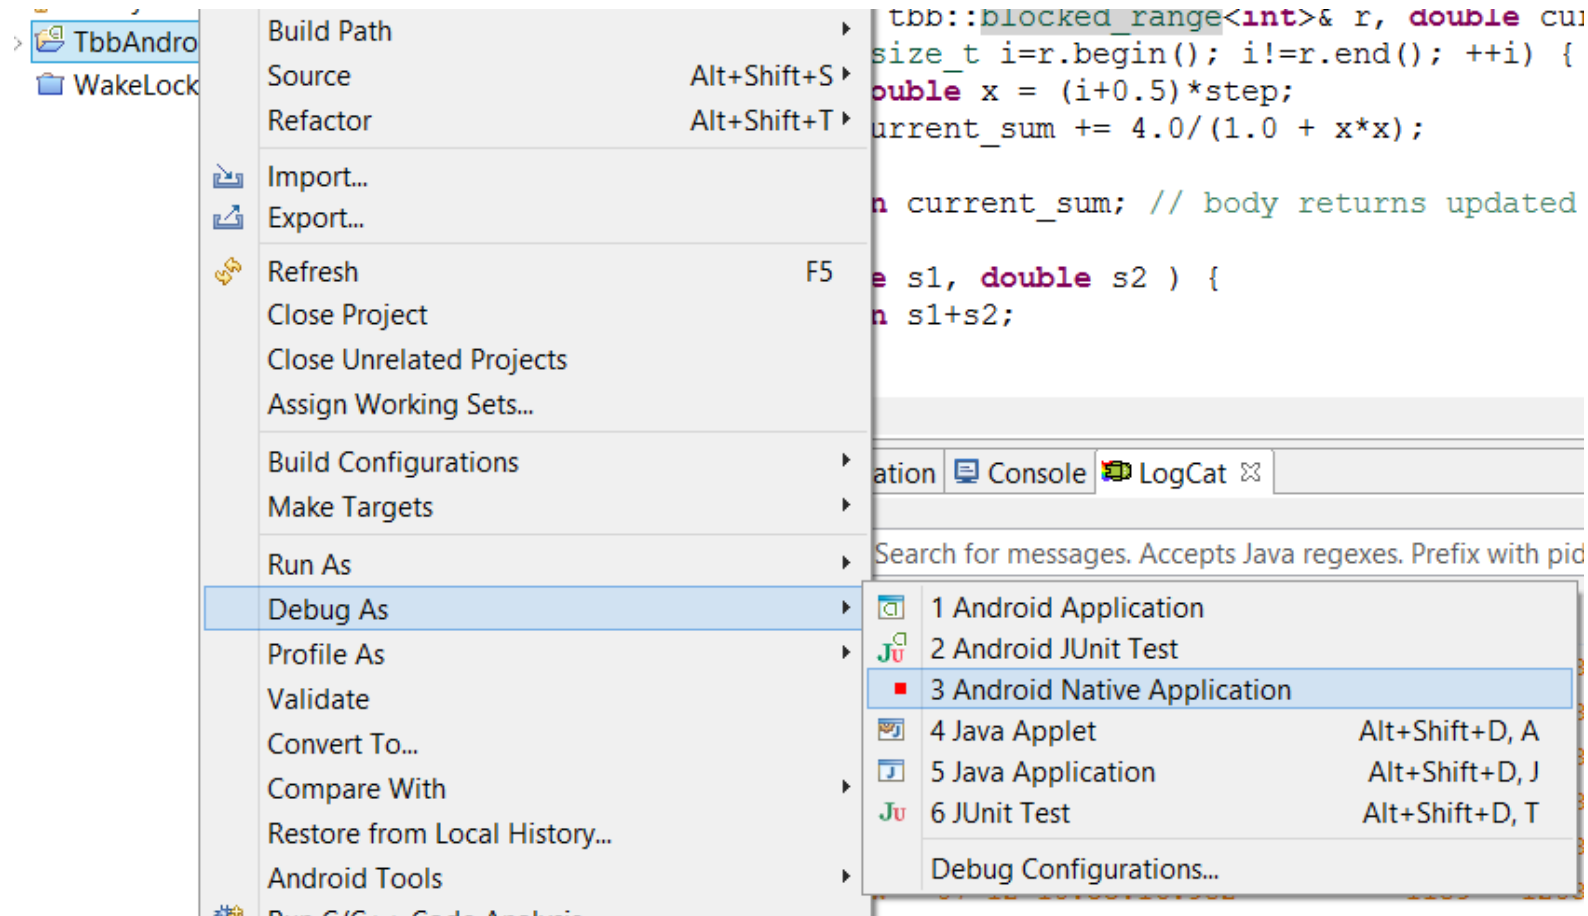 TbbAndro
WakeLock
Build Path
Source Alt+Shift+S
Refactor Alt+Shift+T
Import...
Export...
Refresh F5
Close Project
Close Unrelated Projects
Assign Working Sets...
Build Configurations
Make Targets
Run As
Debug As
Profile As
Validate
Convert To...
Compare With
Restore from Local History...
Android Tools
Run C/C++ Code Analysis
tbb::blocked_range<int>& r, double cur
size_t i=r.begin(); i!=r.end(); ++i) {
ouble x = (i+0.5)*step;
urrent_sum += 4.0/(1.0 + x*x);
n current_sum; // body returns updated
e s1, double s2 ) {
n s1+s2;
ation Console LogCat
Search for messages. Accepts Java regexes. Prefix with pid
1 Android Application
2 Android JUnit Test
3 Android Native Application
4 Java Applet Alt+Shift+D, A
5 Java Application Alt+Shift+D, J
6 JUnit Test Alt+Shift+D, T
Debug Configurations...